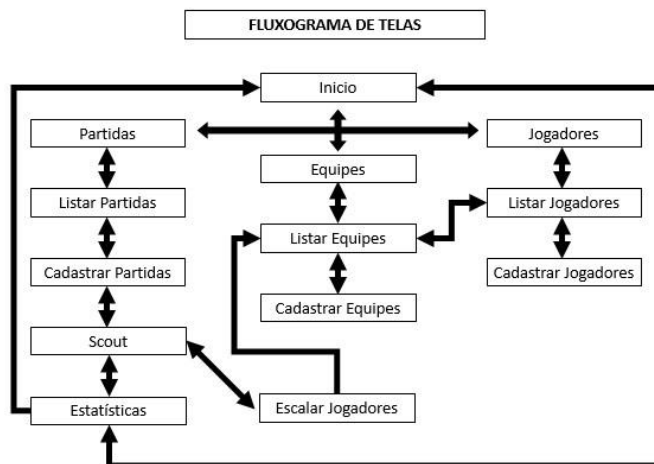 FLUXOGRAMA DE TELAS
Inicio
Partidas
Jogadores
Equipes
Listar Partidas
Listar Jogadores
Listar Equipes
Cadastrar Partidas
Cadastrar Jogadores
Cadastrar Equipes
Scout
Estatísticas
Escalar Jogadores